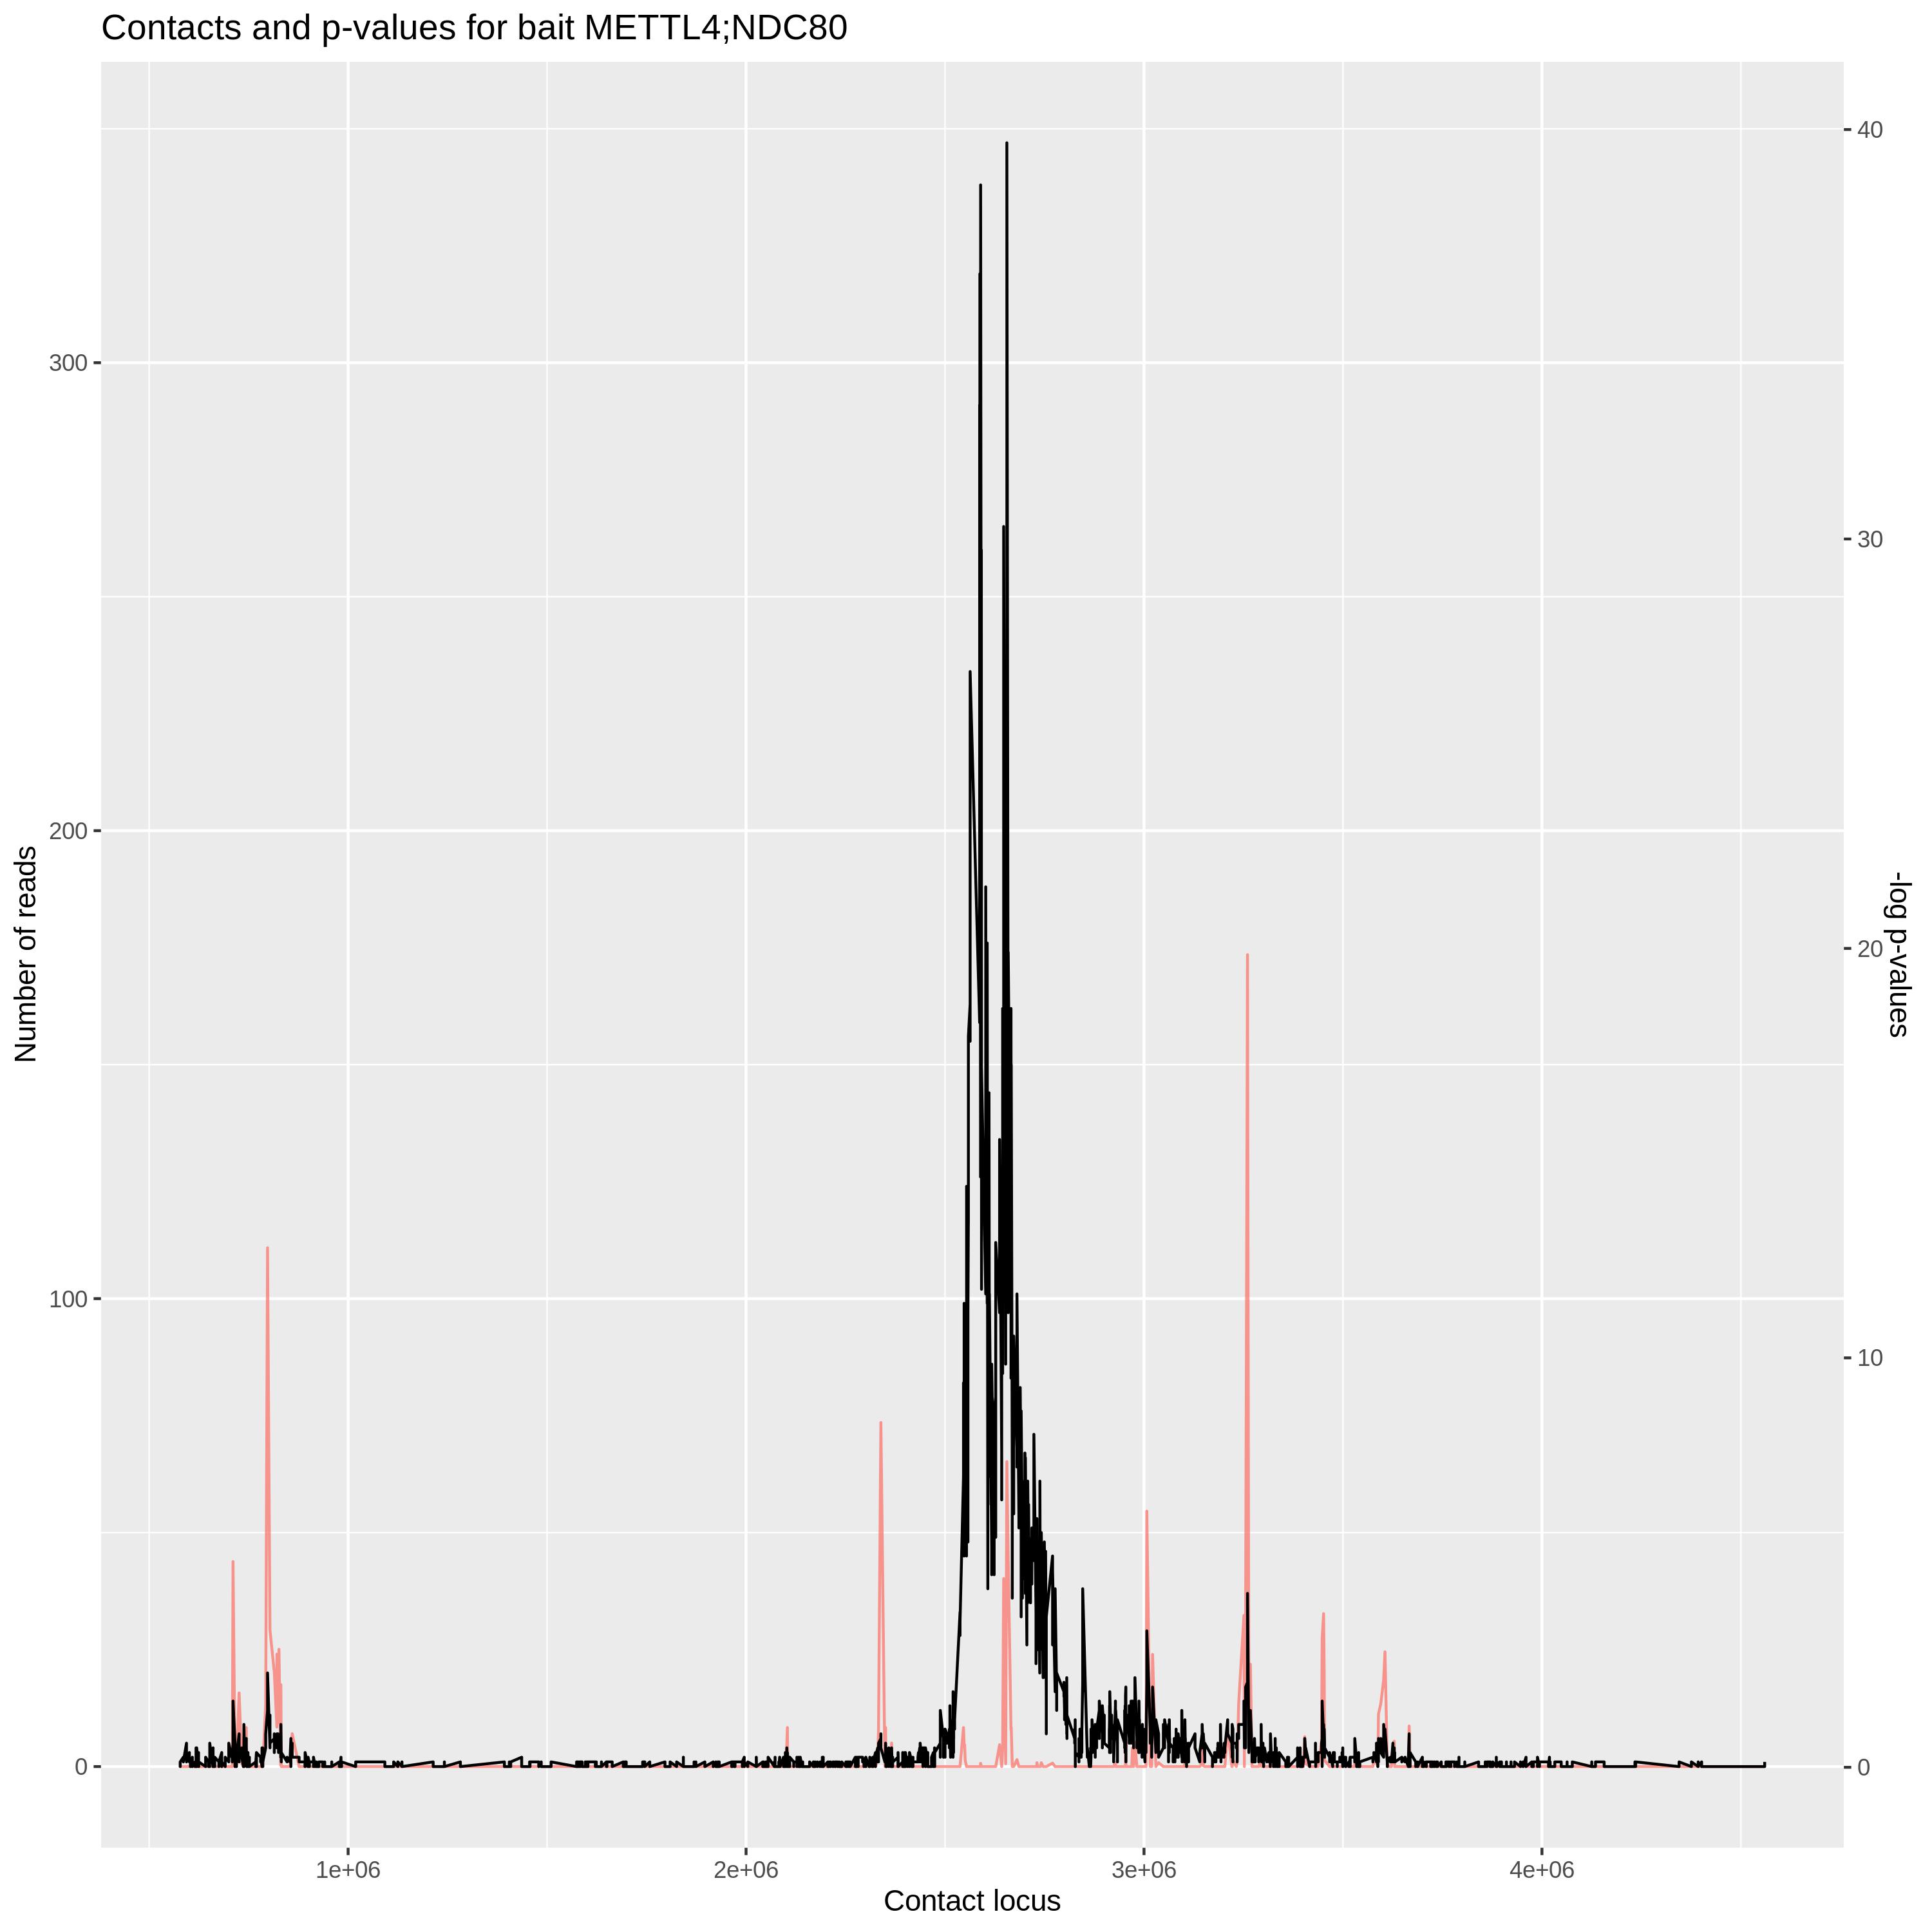 Contacts and p-values for bait METTL4;NDC80
40
300
30
200
20
100
10
0
0
Number of reads
-log p-values
1e+06
2e+06
3e+06
4e+06
Contact locus